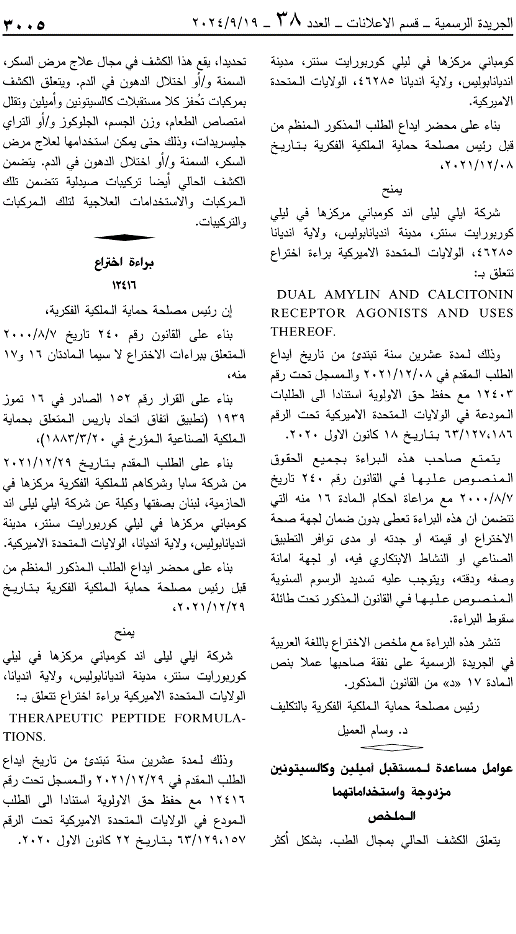 الجريدة الرسمية ــ قسم الاعلانات ــ العدد ٣٨ ــ ٢٠٢٤/٩/١٩
٣٠٠٥
كومباني مركزها في ليلي كوربورايت سنتر، مدينة
انديانابوليس، ولاية انديانا ٤٦٢٨٥، الولايات المتحدة
الاميركية.
بناء على محضر ايداع الطلب المذكور المنظم من
قبل رئيس مصلحة حماية الملكية الفكرية بتاريخ
٢٠٢١/١٢/٠٨،
يمنح
شركة ايلي ليلى اند كومباني مركزها في ليلي
كوربورايت سنتر، مدينة انديانابوليس، ولاية انديانا
٤٦٢٨٥، الولايات المتحدة الاميركية براءة اختراع
تتعلق بـ:
DUAL AMYLIN AND CALCITONIN
RECEPTOR AGONISTS AND USES
THEREOF.
وذلك لمدة عشرين سنة تبتدئ من تاريخ ايداع
الطلب المقدم في ٢٠٢١/١٢/٠٨ والمسجل تحت رقم
١٢٤٠٣ مع حفظ حق الاولوية استنادا الى الطلبات
المودعة في الولايات المتحدة الاميركية تحت الرقم
٦٣/١٢٧،١٨٦ بتاريخ ١٨ كانون الاول ٢٠٢٠.
يتمتع صاحب هذه البراءة بجميع الحقوق
المنصوص عليها في القانون رقم ٢٤٠ تاريخ
٢٠٠٠/٨/٧ مع مراعاة أحكام المادة ١٦ منه التي
تتضمن ان هذه البراءة تعطى بدون ضمان لجهة صحة
الاختراع او قيمته او جدته او مدى توافر التطبيق
الصناعي او النشاط الابتكاري فيه، او لجهة امانة
وصفه ودقته، ويتوجب عليه تسديد الرسوم السنوية
المنصوص عليها في القانون المذكور تحت طائلة
سقوط البراءة.
تنشر هذه البراءة مع ملخص الاختراع باللغة العربية
في الجريدة الرسمية على نفقة صاحبها عملا بنص
المادة ١٧ «د» من القانون المذكور.
رئيس مصلحة حماية الملكية الفكرية بالتكليف
د. وسام العميل
عوامل مساعدة لمستقبل أميلين وكالسيتونين
مزدوجة واستخداماتهما
الملخص
يتعلق الكشف الحالي بمجال الطب. بشكل أكثر
تحديدا، يقع هذا الكشف في مجال علاج مرض السكر،
السمنة و/أو اختلال الدهون في الدم. ويتعلق الكشف
بمركبات تُحفز كلا مستقبلات كالسيتونين وأميلين وتقلل
امتصاص الطعام، وزن الجسم، الجلوكوز و/أو التراي
جليسريدات، وذلك حتى يمكن استخدامها لعلاج مرض
السكر، السمنة و/أو اختلال الدهون في الدم. يتضمن
الكشف الحالي أيضا تركيبات صيدلية تتضمن تلك
المركبات والاستخدامات العلاجية لتلك المركبات
والتركيبات.
براءة اختراع
١٣٤١٦
إن رئيس مصلحة حماية الملكية الفكرية،
بناء على القانون رقم ٢٤٠ تاريخ ٢٠٠٠/٨/٧
المتعلق ببراءات الاختراع لا سيما المادتان ١٦ و١٧
منه،
بناء على القرار رقم ١٥٢ الصادر في ١٦ تموز
١٩٣٩ (تطبيق اتفاق اتحاد باريس المتعلق بحماية
الملكية الصناعية المؤرخ في ١٨٨٣/٣/٢٠)،
بناء على الطلب المقدم بتاريخ ٢٠٢١/١٢/٢٩
من شركة سابا وشركاهم للملكية الفكرية مركزها في
الحازمية، لبنان بصفتها وكيلة عن شركة ايلي ليلى اند
كومباني مركزها في ليلي كوربورايت سنتر، مدينة
انديانابوليس، ولاية انديانا، الولايات المتحدة الاميركية.
بناء على محضر ايداع الطلب المذكور المنظم من
قبل رئيس مصلحة حماية الملكية الفكرية بتاريخ
٢٠٢١/١٢/٢٩،
يمنح
شركة ايلي ليلى اند كومباني مركزها في ليلي
كوربورايت سنتر، مدينة انديانابوليس، ولاية انديانا،
الولايات المتحدة الاميركية براءة اختراع تتعلق بـ:
THERAPEUTIC PEPTIDE FORMULA-
TIONS.
وذلك لمدة عشرين سنة تبتدئ من تاريخ ايداع
الطلب المقدم في ٢٠٢١/١٢/٢٩ والمسجل تحت رقم
١٢٤١٦ مع حفظ حق الاولوية استنادا الى الطلب
المودع في الولايات المتحدة الاميركية تحت الرقم
٦٣/١٢٩،١٥٧ بتاريخ ٢٢ كانون الاول ٢٠٢٠.